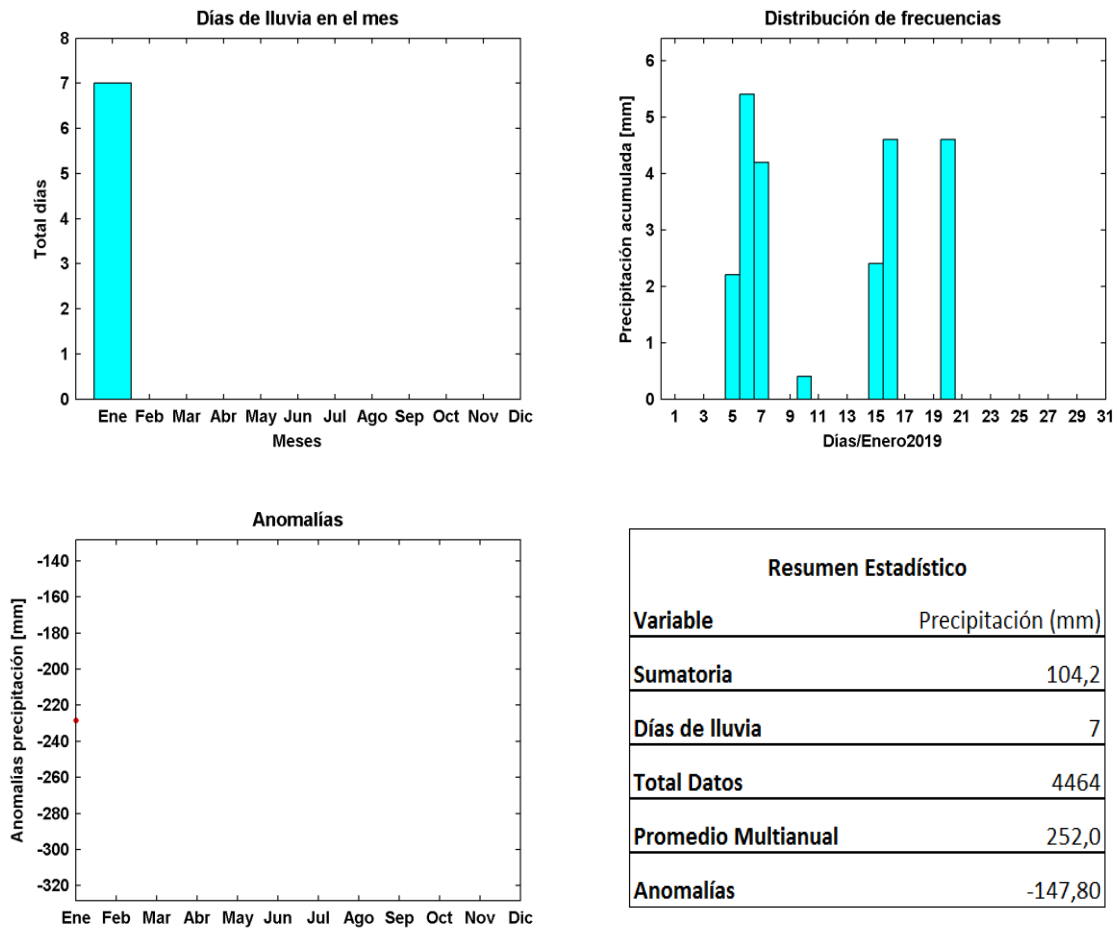 Días de lluvia en el mes
8
7
6
5
4
3
2
1
0
Total días
Ene Feb Mar Abr May Jun Jul Ago Sep Oct Nov Dic
Meses
Distribución de frecuencias
6
5
4
3
2
1
0
Precipitación acumulada [mm]
1 3 5 7 9 11 13 15 17 19 21 23 25 27 29 31
Días/Enero2019
Anomalías
-140
-160
-180
-200
-220
-240
-260
-280
-300
-320
Anomalías precipitación [mm]
Ene Feb Mar Abr May Jun Jul Ago Sep Oct Nov Dic
Resumen Estadístico
Variable Precipitación (mm)
Sumatoria 104,2
Días de lluvia 7
Total Datos 4464
Promedio Multianual 252,0
Anomalías -147,80